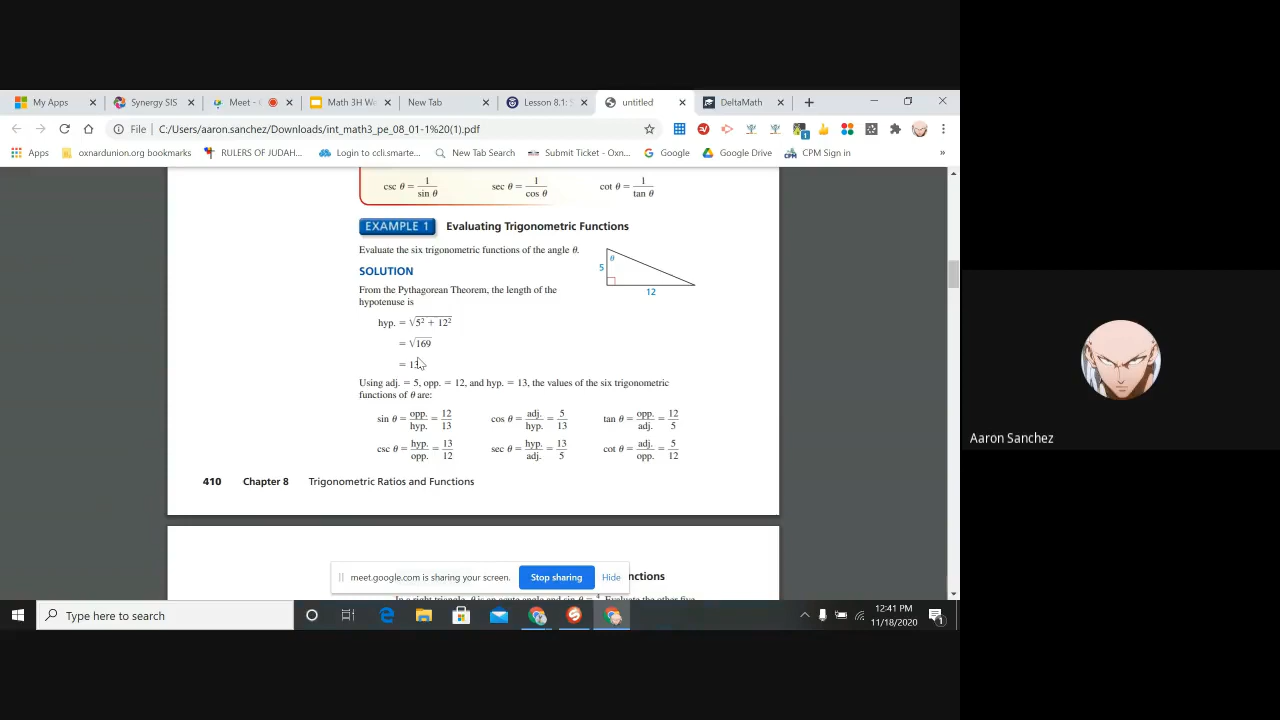 My Apps
Synergy SIS
Meet -
Math 3H We
New Tab
Lesson 8.1:
untitled
DeltaMath
File
C:/Users/aaron.sanchez/Downloads/int_math3_pe_08_01-1%20(1).pdf
Apps
oxnardunion.org bookmarks
RULERS OF JUDAH...
Login to ccli.smarte...
New Tab Search
Submit Ticket - Oxn...
Google
Google Drive
CPM Sign in
»
csc θ = 1/sin θ
sec θ = 1/cos θ
cot θ = 1/tan θ
EXAMPLE 1 Evaluating Trigonometric Functions
Evaluate the six trigonometric functions of the angle θ.
θ
5
12
SOLUTION
From the Pythagorean Theorem, the length of the
hypotenuse is
hyp. = √5² + 12²
= √169
= 13.
Using adj. = 5, opp. = 12, and hyp. = 13, the values of the six trigonometric
functions of θ are:
sin θ = opp./hyp. = 12/13
cos θ = adj./hyp. = 5/13
tan θ = opp./adj. = 12/5
csc θ = hyp./opp. = 13/12
sec θ = hyp./adj. = 13/5
cot θ = adj./opp. = 5/12
410 Chapter 8 Trigonometric Ratios and Functions
meet.google.com is sharing your screen.
Stop sharing
Hide
nctions
Type here to search
12:41 PM
11/18/2020
Aaron Sanchez